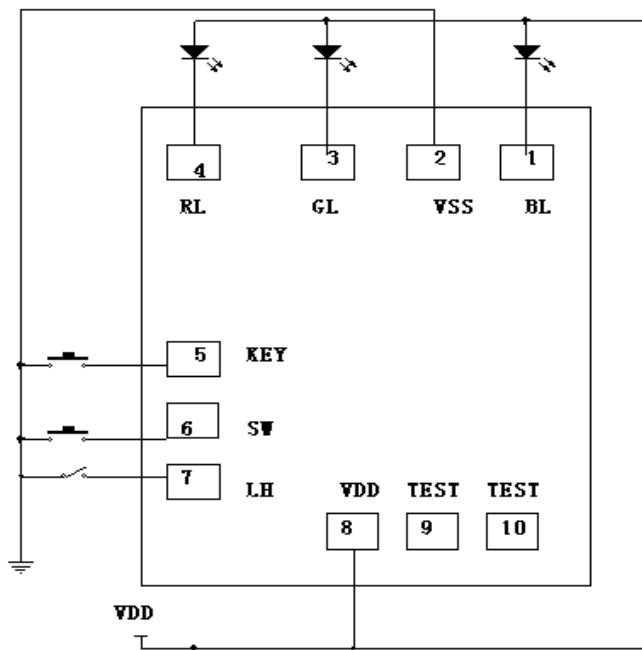 4 3 2 1
RL GL VSS BL
5 KEY
6 SW
7 LH
VDD TEST TEST
8 9 10
VDD